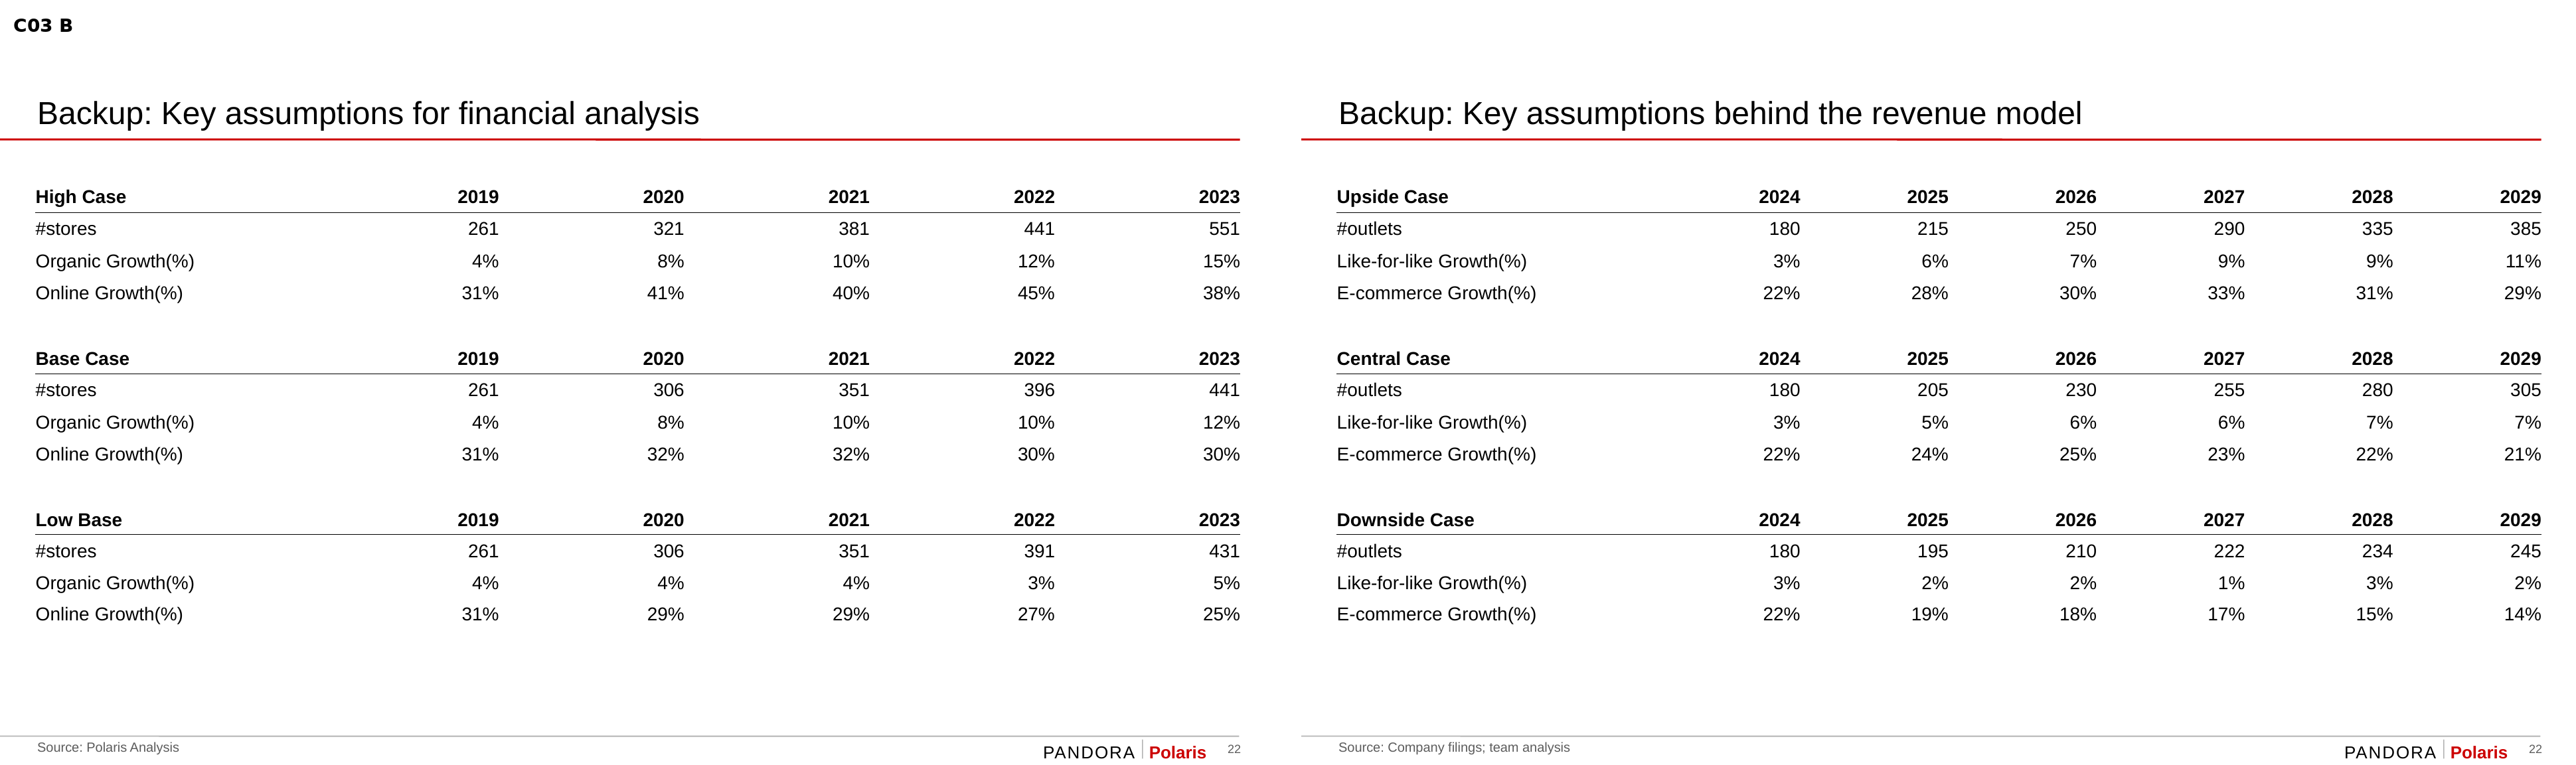 C03 B
Backup: Key assumptions for financial analysis
High Case 2019 2020 2021 2022 2023
#stores 261 321 381 441 551
Organic Growth(%) 4% 8% 10% 12% 15%
Online Growth(%) 31% 41% 40% 45% 38%
Base Case 2019 2020 2021 2022 2023
#stores 261 306 351 396 441
Organic Growth(%) 4% 8% 10% 10% 12%
Online Growth(%) 31% 32% 32% 30% 30%
Low Base 2019 2020 2021 2022 2023
#stores 261 306 351 391 431
Organic Growth(%) 4% 4% 4% 3% 5%
Online Growth(%) 31% 29% 29% 27% 25%
Source: Polaris Analysis
PANDORA Polaris 22
Backup: Key assumptions behind the revenue model
Upside Case 2024 2025 2026 2027 2028 2029
#outlets 180 215 250 290 335 385
Like-for-like Growth(%) 3% 6% 7% 9% 9% 11%
E-commerce Growth(%) 22% 28% 30% 33% 31% 29%
Central Case 2024 2025 2026 2027 2028 2029
#outlets 180 205 230 255 280 305
Like-for-like Growth(%) 3% 5% 6% 6% 7% 7%
E-commerce Growth(%) 22% 24% 25% 23% 22% 21%
Downside Case 2024 2025 2026 2027 2028 2029
#outlets 180 195 210 222 234 245
Like-for-like Growth(%) 3% 2% 2% 1% 3% 2%
E-commerce Growth(%) 22% 19% 18% 17% 15% 14%
Source: Company filings; team analysis
PANDORA Polaris 22